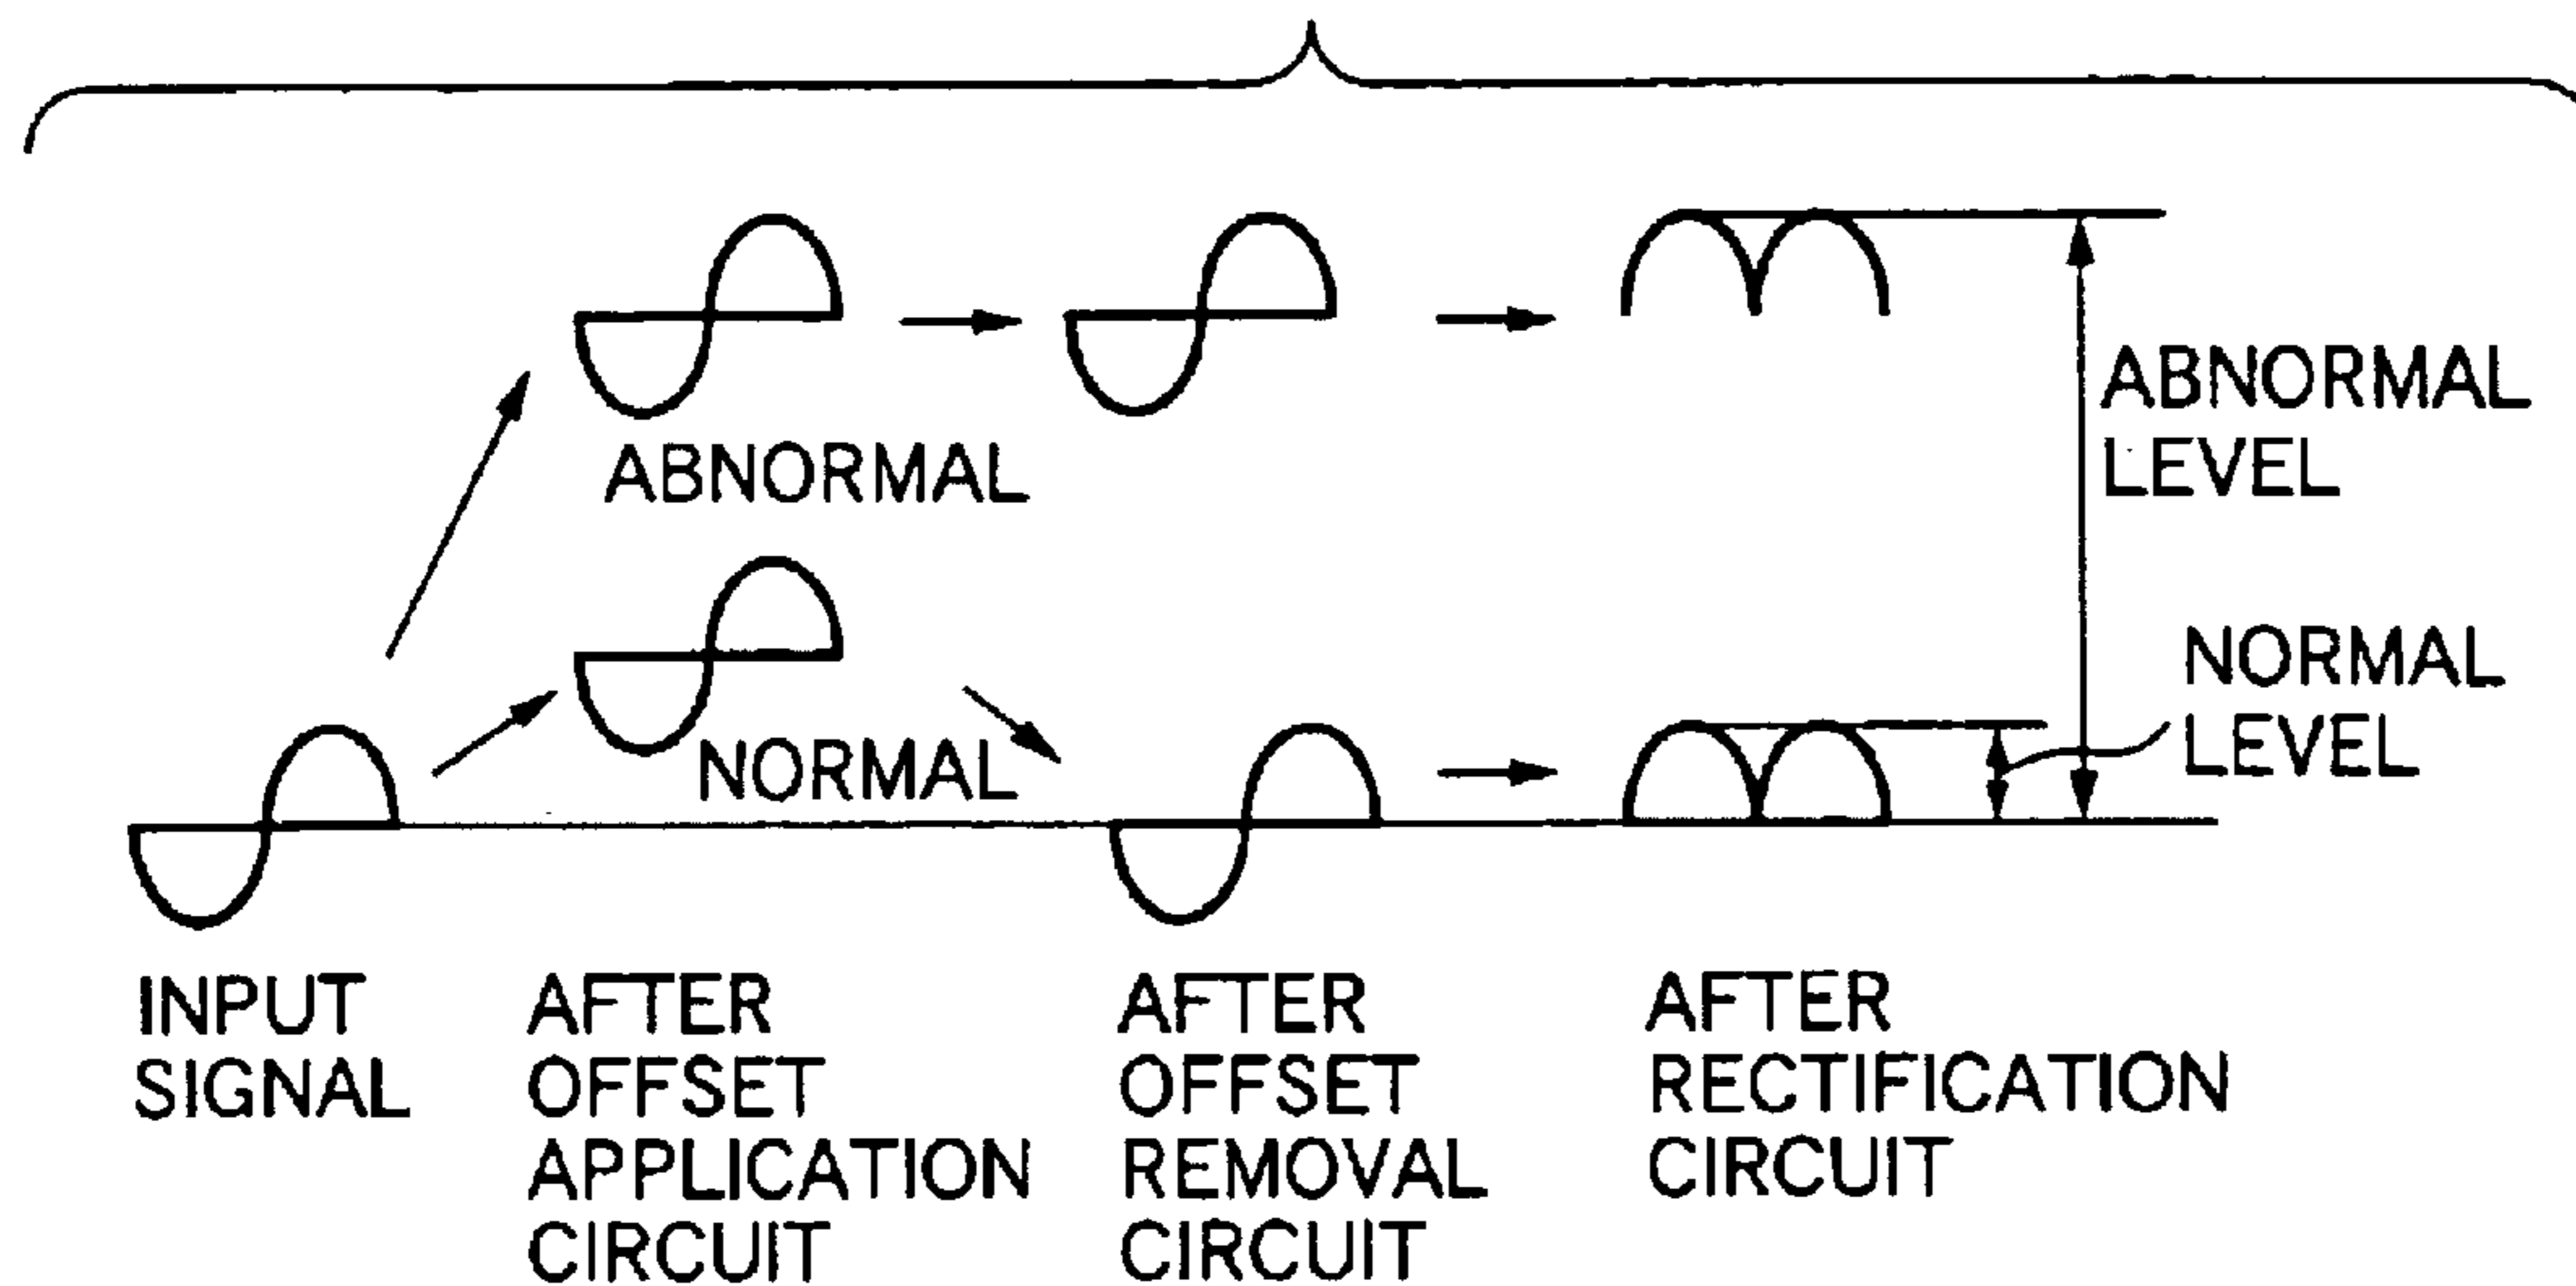 ABNORMAL
NORMAL
ABNORMAL
LEVEL
NORMAL
LEVEL
INPUT
SIGNAL
AFTER
OFFSET
APPLICATION
CIRCUIT
AFTER
OFFSET
REMOVAL
CIRCUIT
AFTER
RECTIFICATION
CIRCUIT